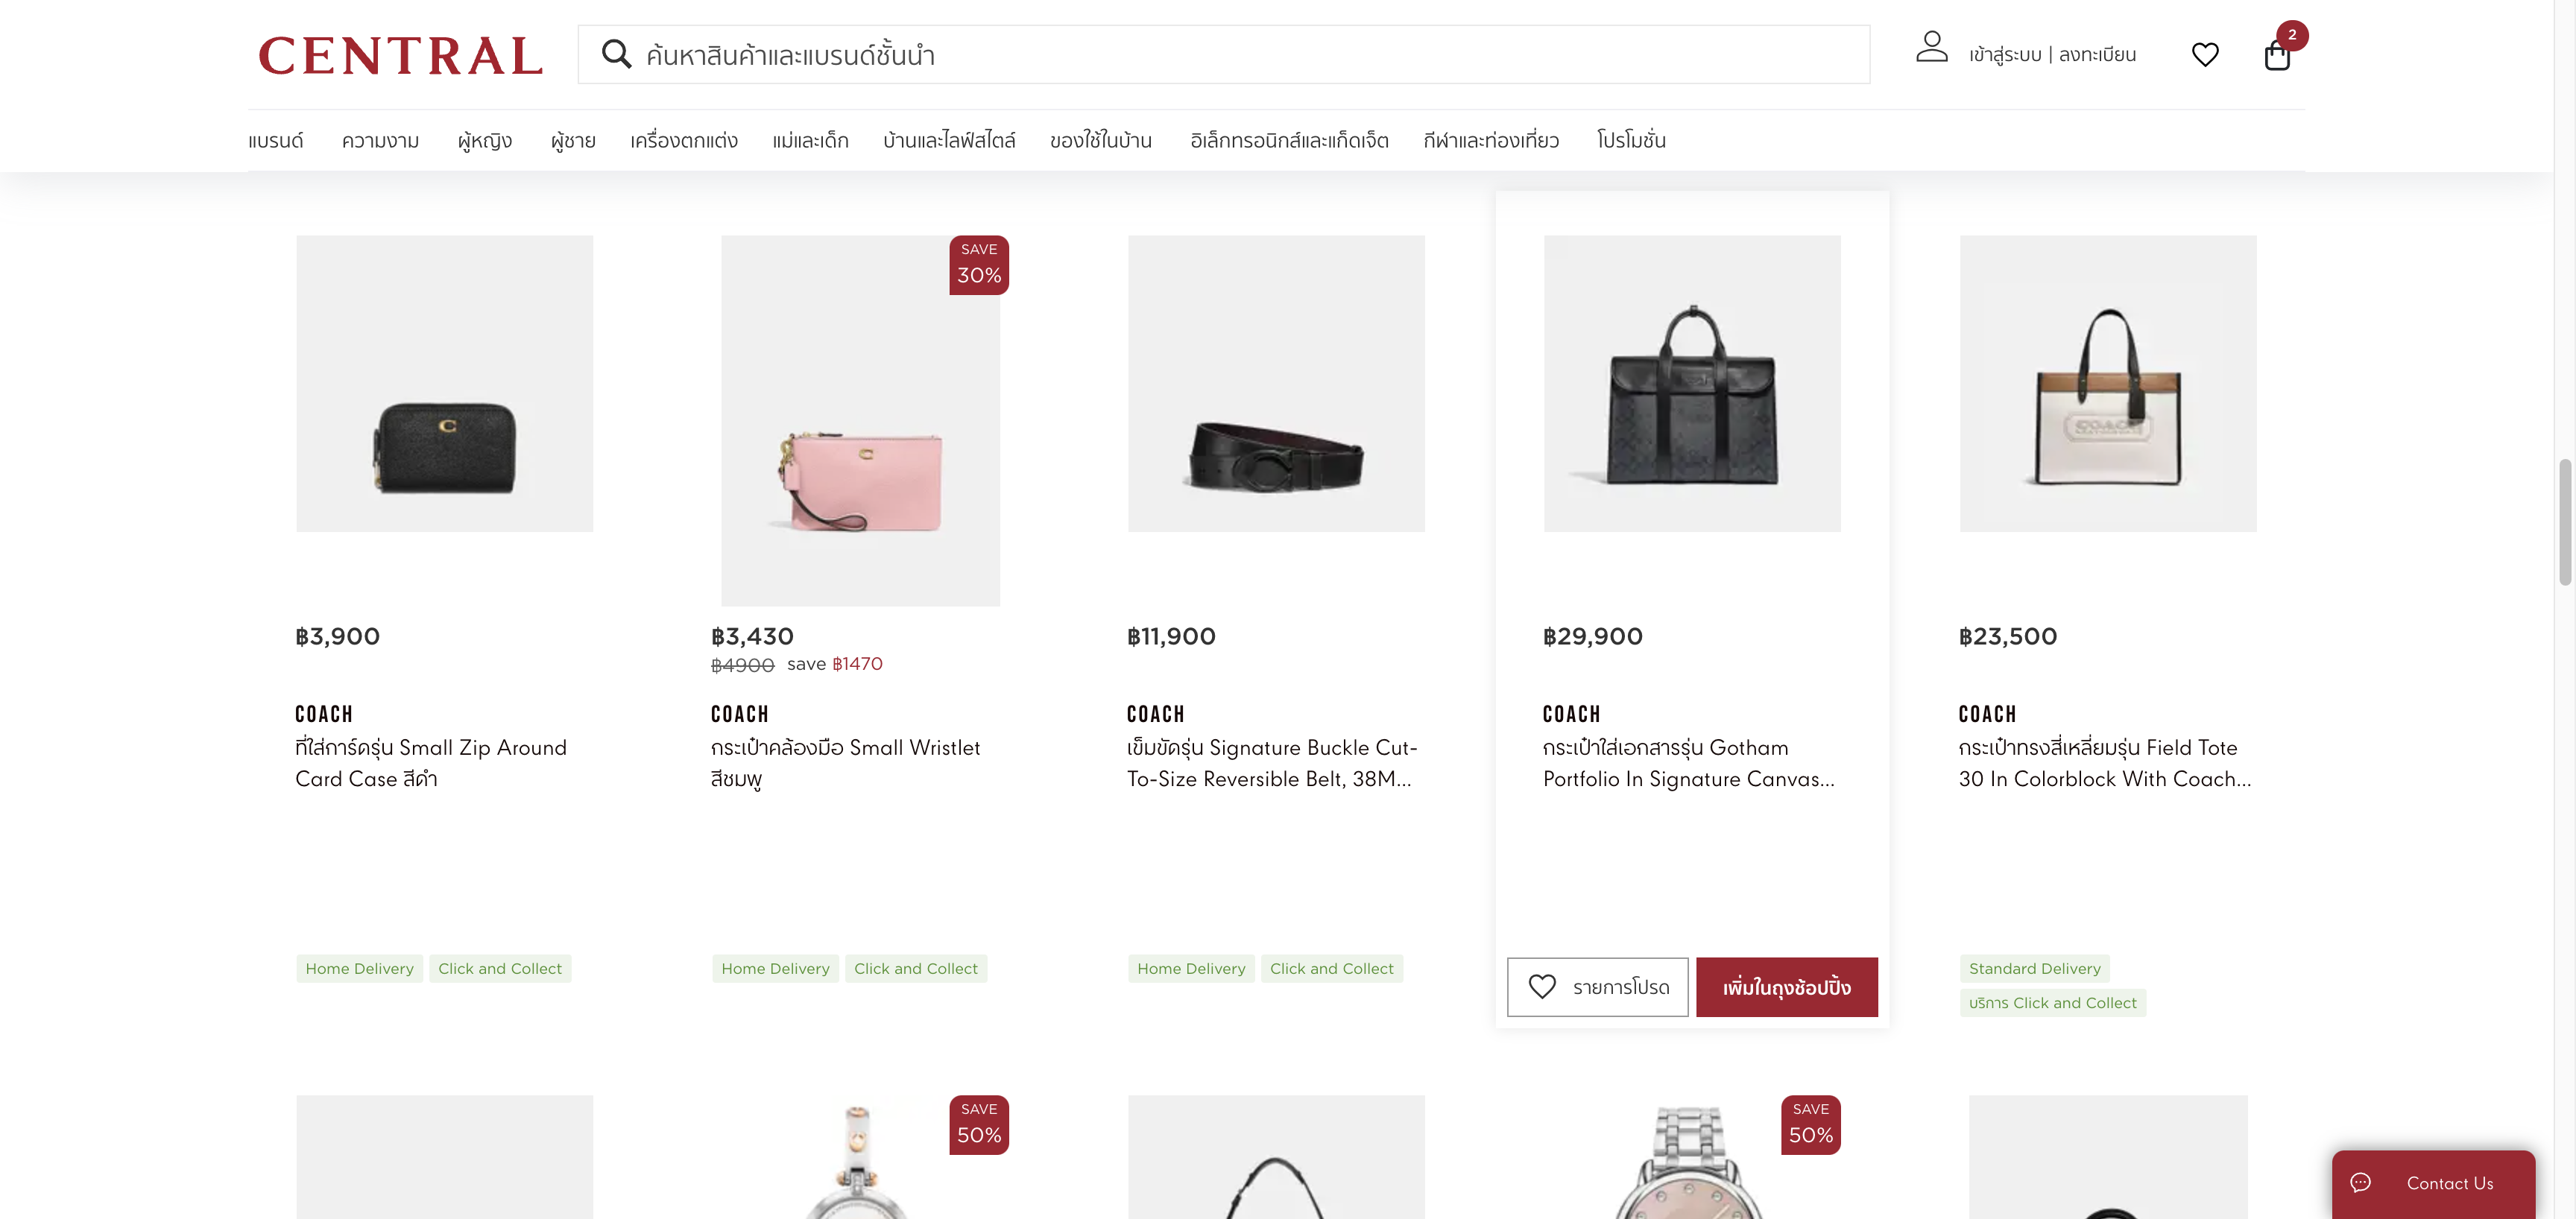 CENTRAL
ค้นหาสินค้าและแบรนด์ชั้นนำ
เข้าสู่ระบบ | ลงทะเบียน
2
แบรนด์ ความงาม ผู้หญิง ผู้ชาย เครื่องตกแต่ง แม่และเด็ก บ้านและไลฟ์สไตล์ ของใช้ในบ้าน อิเล็กทรอนิกส์และแก็ดเจ็ต กีฬาและท่องเที่ยว โปรโมชั่น
SAVE
30%
COACH
฿3,900
COACH
ที่ใส่การ์ดรุ่น Small Zip Around
Card Case สีดำ
Home Delivery Click and Collect
฿3,430
฿4900 save ฿1470
COACH
กระเป๋าคล้องมือ Small Wristlet
สีชมพู
Home Delivery Click and Collect
฿11,900
COACH
เข็มขัดรุ่น Signature Buckle Cut-
To-Size Reversible Belt, 38M...
Home Delivery Click and Collect
฿29,900
COACH
กระเป๋าใส่เอกสารรุ่น Gotham
Portfolio In Signature Canvas...
รายการโปรด
เพิ่มในถุงช้อปปิ้ง
฿23,500
COACH
กระเป๋าทรงสี่เหลี่ยมรุ่น Field Tote
30 In Colorblock With Coach...
Standard Delivery
บริการ Click and Collect
SAVE
50%
SAVE
50%
Contact Us